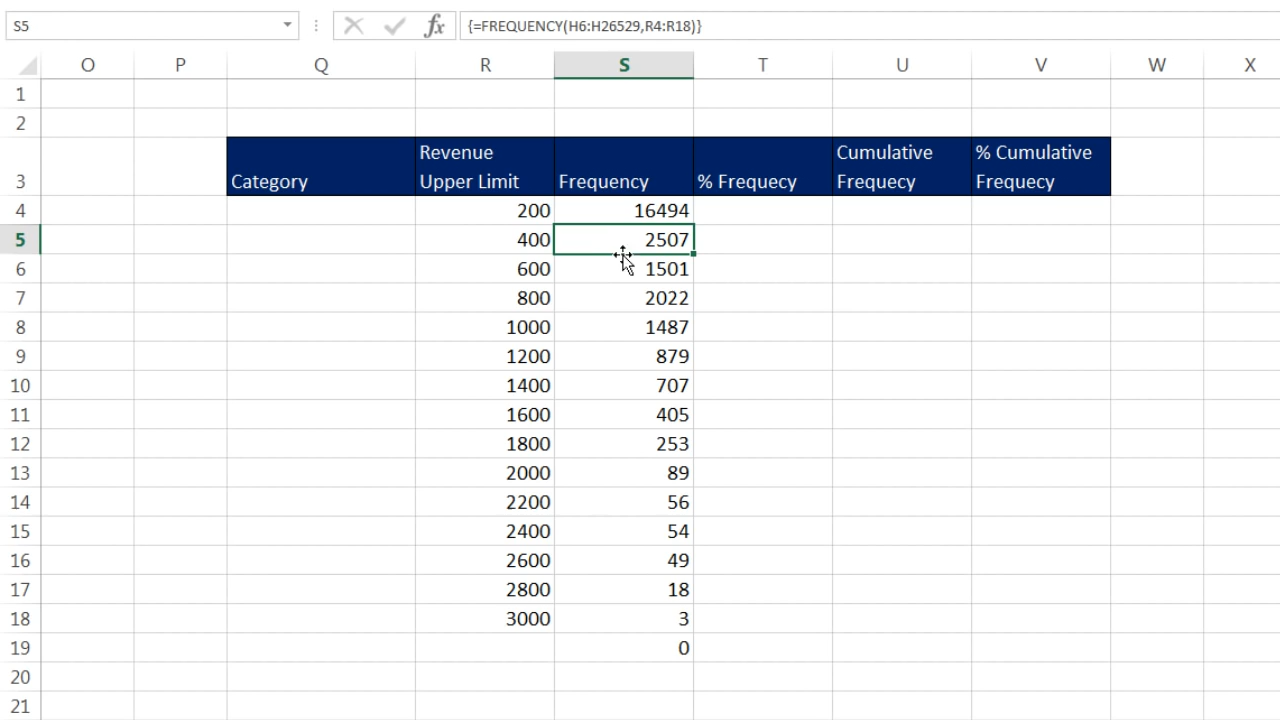 S5 fx {=FREQUENCY(H6:H26529,R4:R18)}
O P Q R S T U V W X
1
2
3 Category Revenue Upper Limit Frequency % Frequecy Cumulative Frequecy % Cumulative Frequecy
4 200 16494
5 400 2507
6 600 1501
7 800 2022
8 1000 1487
9 1200 879
10 1400 707
11 1600 405
12 1800 253
13 2000 89
14 2200 56
15 2400 54
16 2600 49
17 2800 18
18 3000 3
19 0
20
21